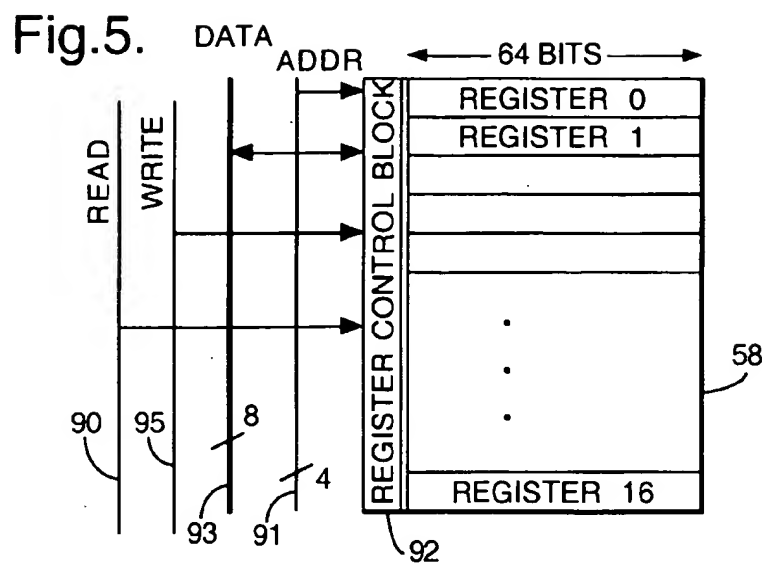 Fig.5.
DATA
ADDR
64 BITS
READ
WRITE
REGISTER CONTROL BLOCK
REGISTER 0
REGISTER 1
58
90
95
8
4
REGISTER 16
93
91
92